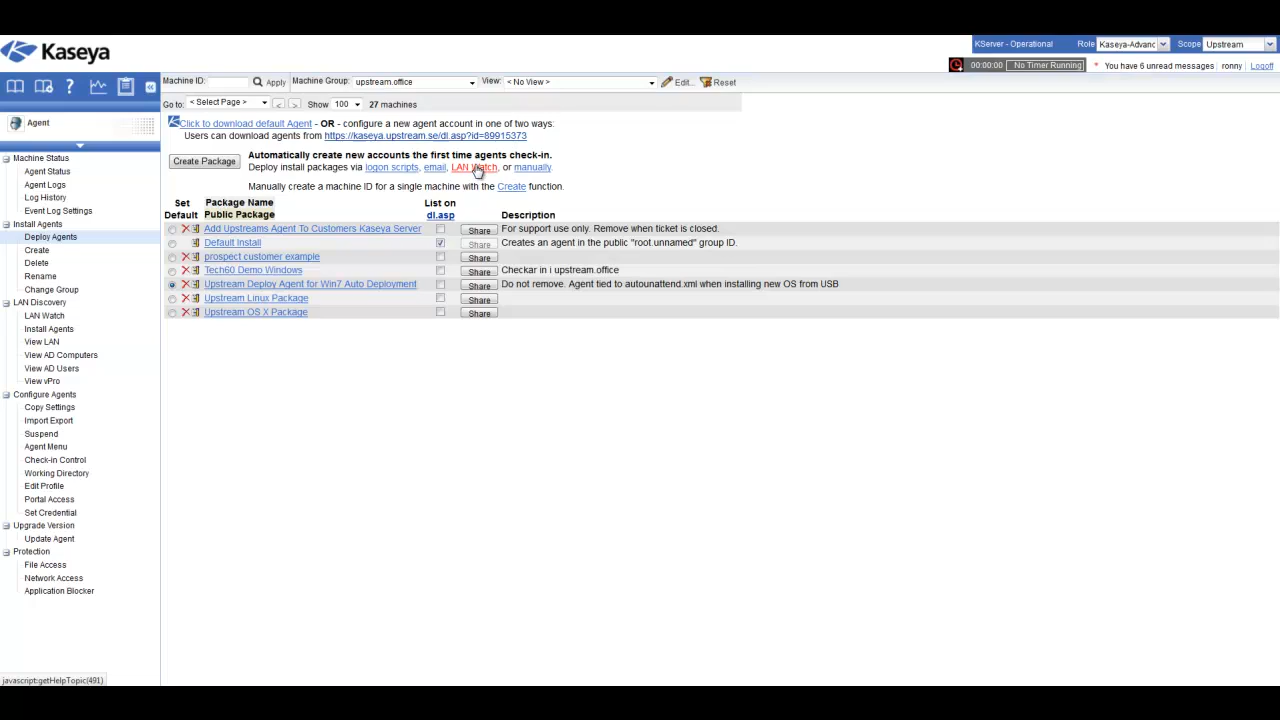 Kaseya
KServer - Operational Role Kaseya-Advanc Scope Upstream
00:00:00 No Timer Running * You have 6 unread messages ronny Logoff
Machine ID: Apply Machine Group: upstream.office View: < No View > Edit... Reset
Go to: < Select Page > < > Show 100 27 machines
Agent
Machine Status
Agent Status
Agent Logs
Log History
Event Log Settings
Install Agents
Deploy Agents
Create
Delete
Rename
Change Group
LAN Discovery
LAN Watch
Install Agents
View LAN
View AD Computers
View AD Users
View vPro
Configure Agents
Copy Settings
Import Export
Suspend
Agent Menu
Check-in Control
Working Directory
Edit Profile
Portal Access
Set Credential
Upgrade Version
Update Agent
Protection
File Access
Network Access
Application Blocker
javascript:getHelpTopic(491)
Click to download default Agent - OR - configure a new agent account in one of two ways:
Users can download agents from https://kaseya.upstream.se/dl.asp?id=89915373
Create Package
Automatically create new accounts the first time agents check-in.
Deploy install packages via logon scripts, email, LAN Watch, or manually.
Manually create a machine ID for a single machine with the Create function.
Set Package Name List on
Default Public Package dl.asp Description
Add Upstreams Agent To Customers Kaseya Server Share For support use only. Remove when ticket is closed.
Default Install Share Creates an agent in the public "root.unnamed" group ID.
prospect customer example Share
Tech60 Demo Windows Share Checkar in i upstream.office
Upstream Deploy Agent for Win7 Auto Deployment Share Do not remove. Agent tied to autounattend.xml when installing new OS from USB
Upstream Linux Package Share
Upstream OS X Package Share